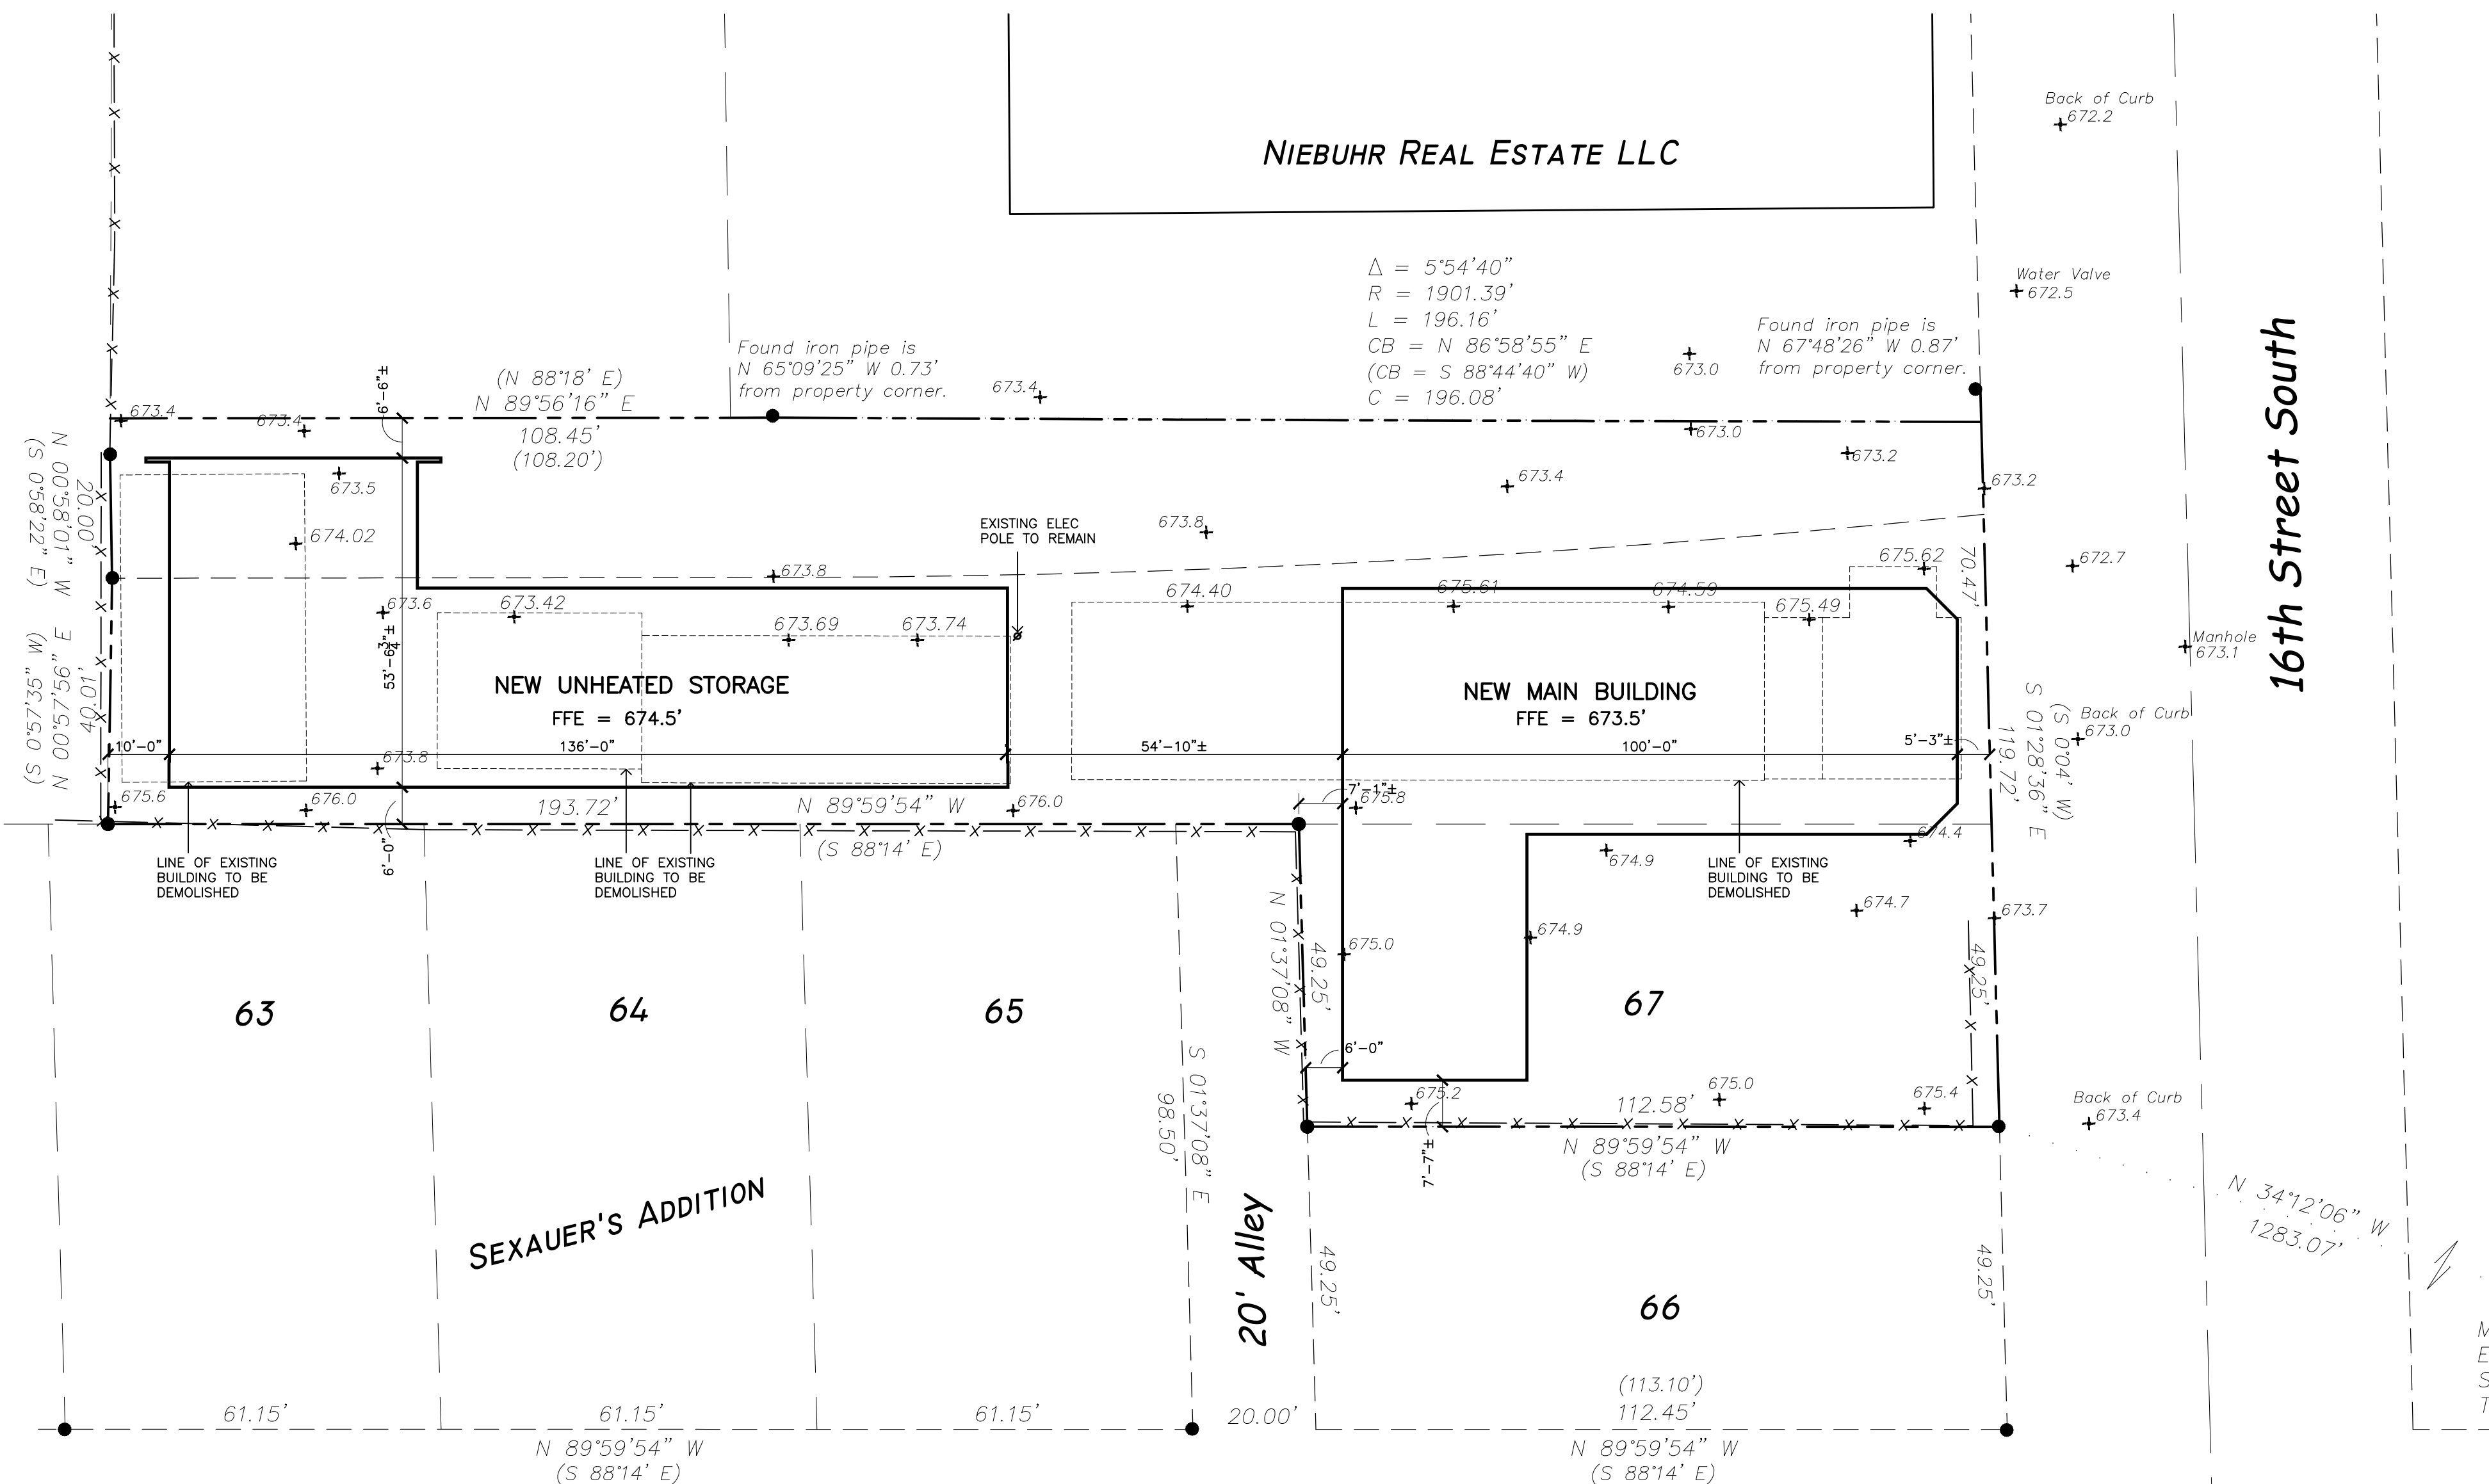 Back of Curb
672.2
NIEBUHR REAL ESTATE LLC
Δ = 5°54'40"
R = 1901.39'
L = 196.16'
CB = N 86°58'55" E
(CB = S 88°44'40" W)
C = 196.08'
Water Valve
672.5
16th Street South
Found iron pipe is
N 65°09'25" W 0.73'
from property corner.
Found iron pipe is
N 67°48'26" W 0.87'
from property corner.
673.0
673.4
(N 88°18' E)
N 89°56'16" E
108.45'
(108.20')
6'-6"±
673.4
673.4
673.0
673.2
673.4
673.2
673.5
674.02
673.8
EXISTING ELEC
POLE TO REMAIN
20.00'
N 00°58'01" W
(S 0°58'22" E)
40.01'
N 00°57'56" E
(S 0°57'53" W)
673.8
675.62
70.47'
672.7
673.6
673.42
674.40
675.61
674.59
675.49
673.69
673.74
Manhole
673.1
53'-6¾"±
NEW UNHEATED STORAGE
FFE = 674.5'
NEW MAIN BUILDING
FFE = 673.5'
S 01°28'36" E
(S 0°04' W)
119.72'
Back of Curb
673.0
10'-0"
136'-0"
54'-10"±
100'-0"
5'-3"±
673.8
7'-1"±
675.6
676.0
193.72'
N 89°59'54" W
(S 88°14' E)
676.0
675.8
674.4
6'-0"
LINE OF EXISTING
BUILDING TO BE
DEMOLISHED
LINE OF EXISTING
BUILDING TO BE
DEMOLISHED
LINE OF EXISTING
BUILDING TO BE
DEMOLISHED
674.9
674.7
673.7
674.9
675.0
N 01°37'08" W
49.25'
49.25'
63
64
65
67
6'-0"
675.2
675.0
675.4
112.58'
N 89°59'54" W
(S 88°14' E)
7'-7"±
Back of Curb
673.4
S 01°37'08" E
98.50'
SEXAUER'S ADDITION
20' Alley
49.25'
49.25'
66
N 34°12'06" W
1283.07'
M
E
S
T
61.15'
61.15'
61.15'
20.00'
(113.10')
112.45'
N 89°59'54" W
(S 88°14' E)
N 89°59'54" W
(S 88°14' E)